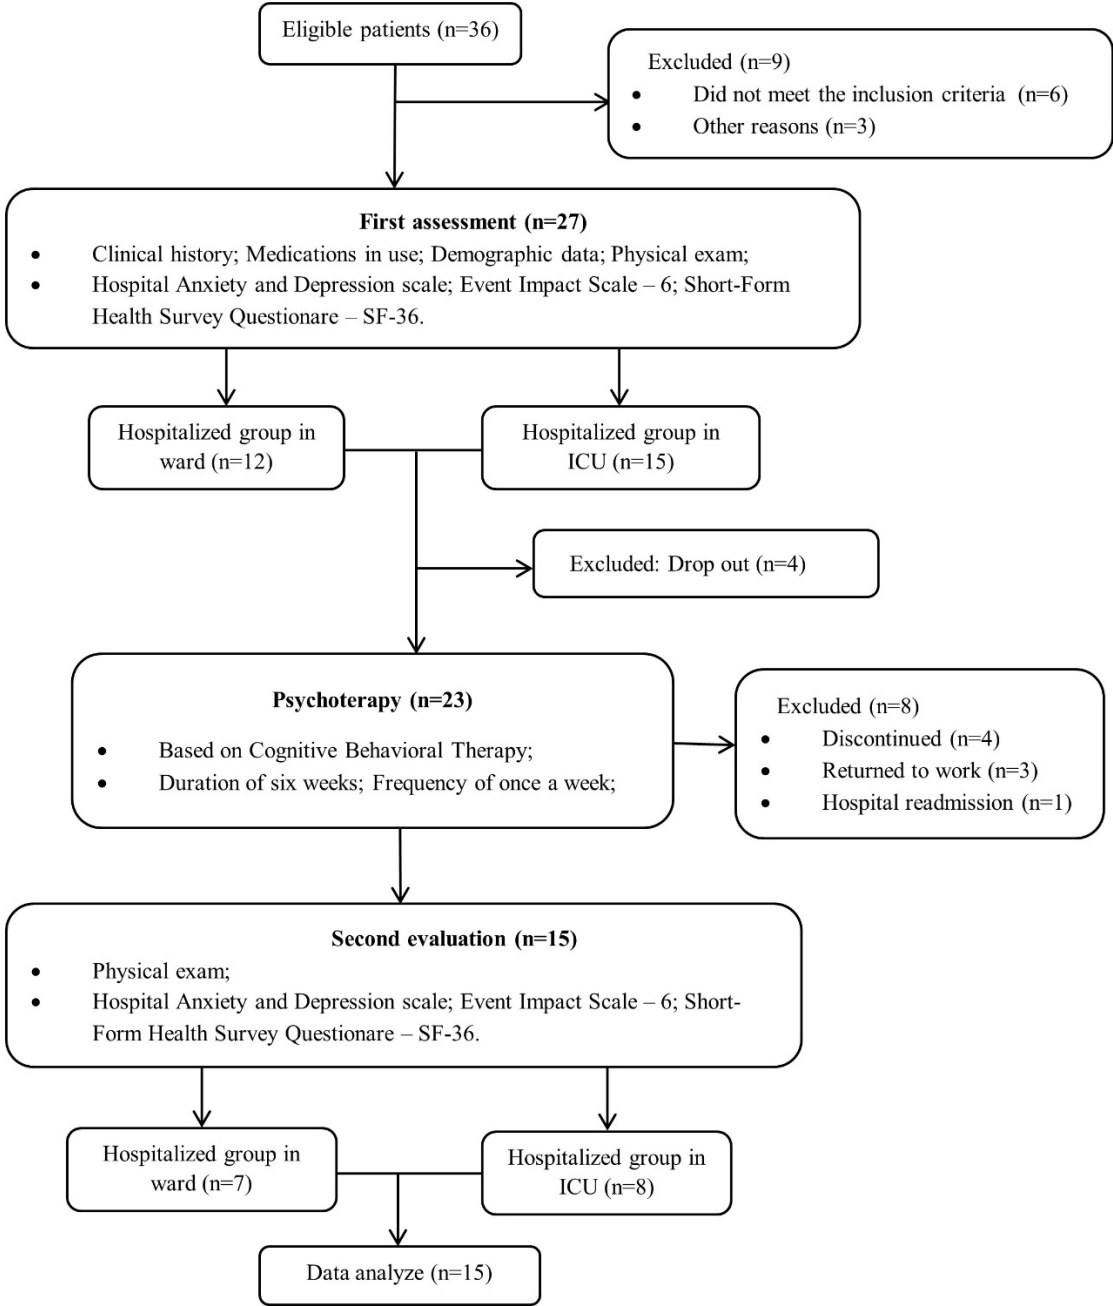 Eligible patients (n=36)
Excluded (n=9)
• Did not meet the inclusion criteria (n=6)
• Other reasons (n=3)
First assessment (n=27)
• Clinical history; Medications in use; Demographic data; Physical exam;
• Hospital Anxiety and Depression scale; Event Impact Scale – 6; Short-Form
Health Survey Questionare – SF-36.
Hospitalized group in
ward (n=12)
Hospitalized group in
ICU (n=15)
Excluded: Drop out (n=4)
Psychoterapy (n=23)
• Based on Cognitive Behavioral Therapy;
• Duration of six weeks; Frequency of once a week;
Excluded (n=8)
• Discontinued (n=4)
• Returned to work (n=3)
• Hospital readmission (n=1)
Second evaluation (n=15)
• Physical exam;
• Hospital Anxiety and Depression scale; Event Impact Scale – 6; Short-
Form Health Survey Questionare – SF-36.
Hospitalized group in
ward (n=7)
Hospitalized group in
ICU (n=8)
Data analyze (n=15)